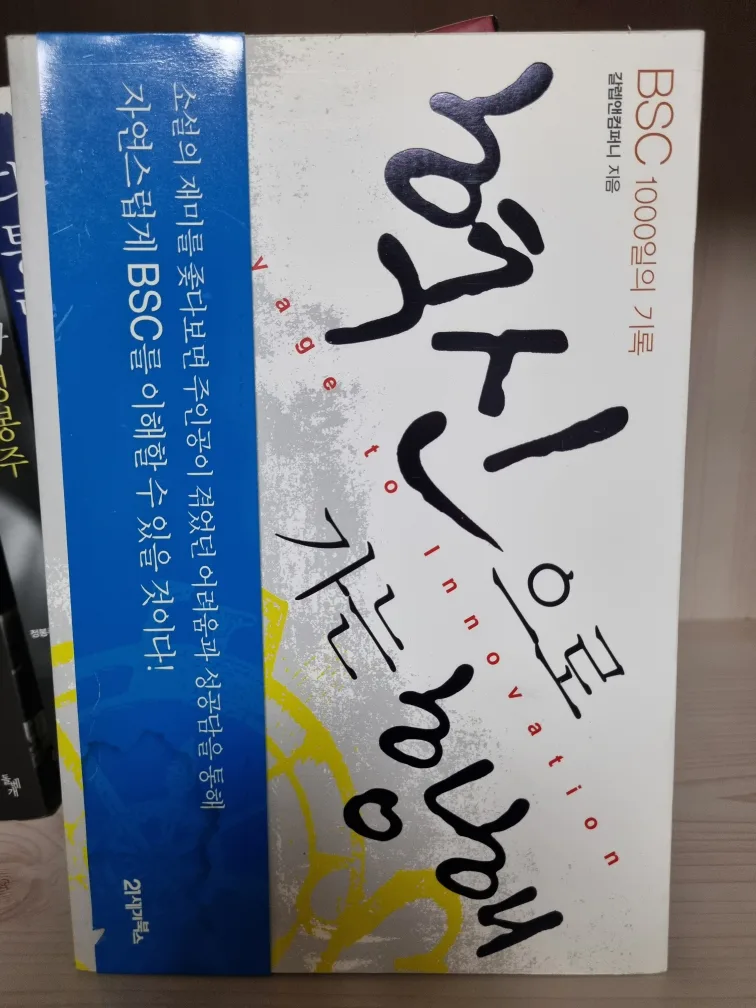 BSC 1000일의 기록
갈렙앤컴퍼니 지음
혁신으로
yage to Innovation
가는 항해
소설의 재미를 좇다보면 주인공이 겪었던 어려움과 성공담을 통해
자연스럽게 BSC를 이해할 수 있을 것이다!
21세기북스